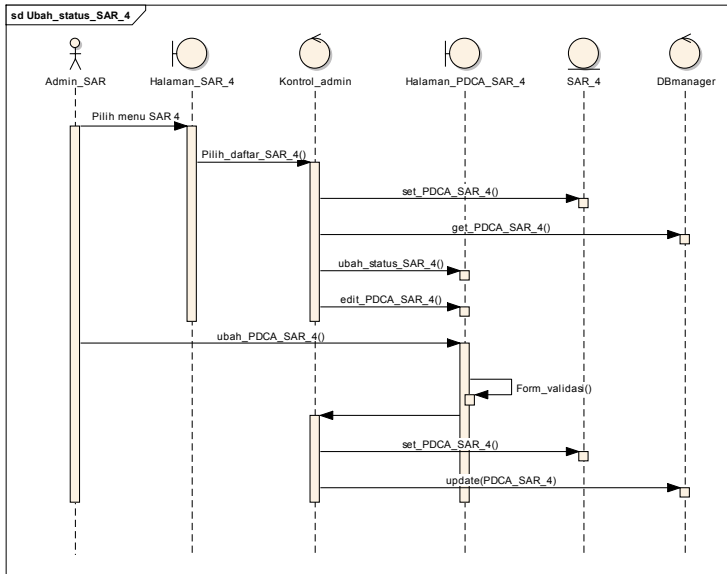 sd Ubah_status_SAR_4
Admin_SAR
Halaman_SAR_4
Kontrol_admin
Halaman_PDCA_SAR_4
SAR_4
DBmanager
Pilih menu SAR 4
Pilih_daftar_SAR_4()
set_PDCA_SAR_4()
get_PDCA_SAR_4()
ubah_status_SAR_4()
edit_PDCA_SAR_4()
ubah_PDCA_SAR_4()
Form_validasi()
set_PDCA_SAR_4()
update(PDCA_SAR_4)